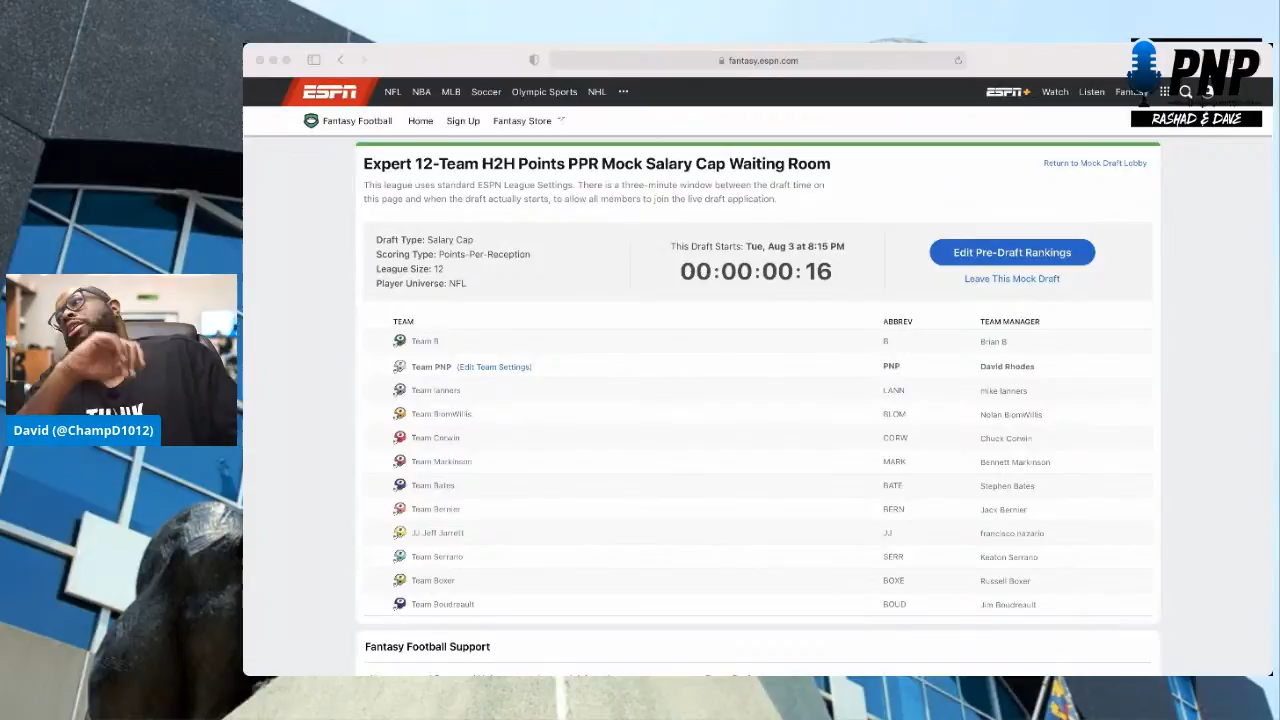 PNP
RASHAD & DAVE
fantasy.espn.com
ESPN NFL NBA MLB Soccer Olympic Sports NHL ESPN+ Watch Listen
Fantasy Football Home Sign Up Fantasy Store
Expert 12-Team H2H Points PPR Mock Salary Cap Waiting Room
Return to Mock Draft Lobby
This league uses standard ESPN League Settings. There is a three-minute window between the draft time on
this page and when the draft actually starts, to allow all members to join the live draft application.
Draft Type: Salary Cap
Scoring Type: Points-Per-Reception
League Size: 12
Player Universe: NFL
This Draft Starts: Tue, Aug 3 at 8:15 PM
00:00:00:16
Edit Pre-Draft Rankings
Leave This Mock Draft
TEAM ABBREV TEAM MANAGER
Team B B Brian B
Team PNP (Edit Team Settings) PNP David Rhodes
Team lanners LANN mike lanners
Team BlomWillis BLOM Nolan BlomWillis
Team Corwin CORW Chuck Corwin
Team Markinson MARK Bennett Markinson
Team Bates BATE Stephen Bates
Team Bernier BERN Jack Bernier
JJ Jeff Jarrett JJ francisco nazario
Team Serrano SERR Keaton Serrano
Team Boxer BOXE Russell Boxer
Team Boudreault BOUD Jim Boudreault
Fantasy Football Support
David (@ChampD1012)